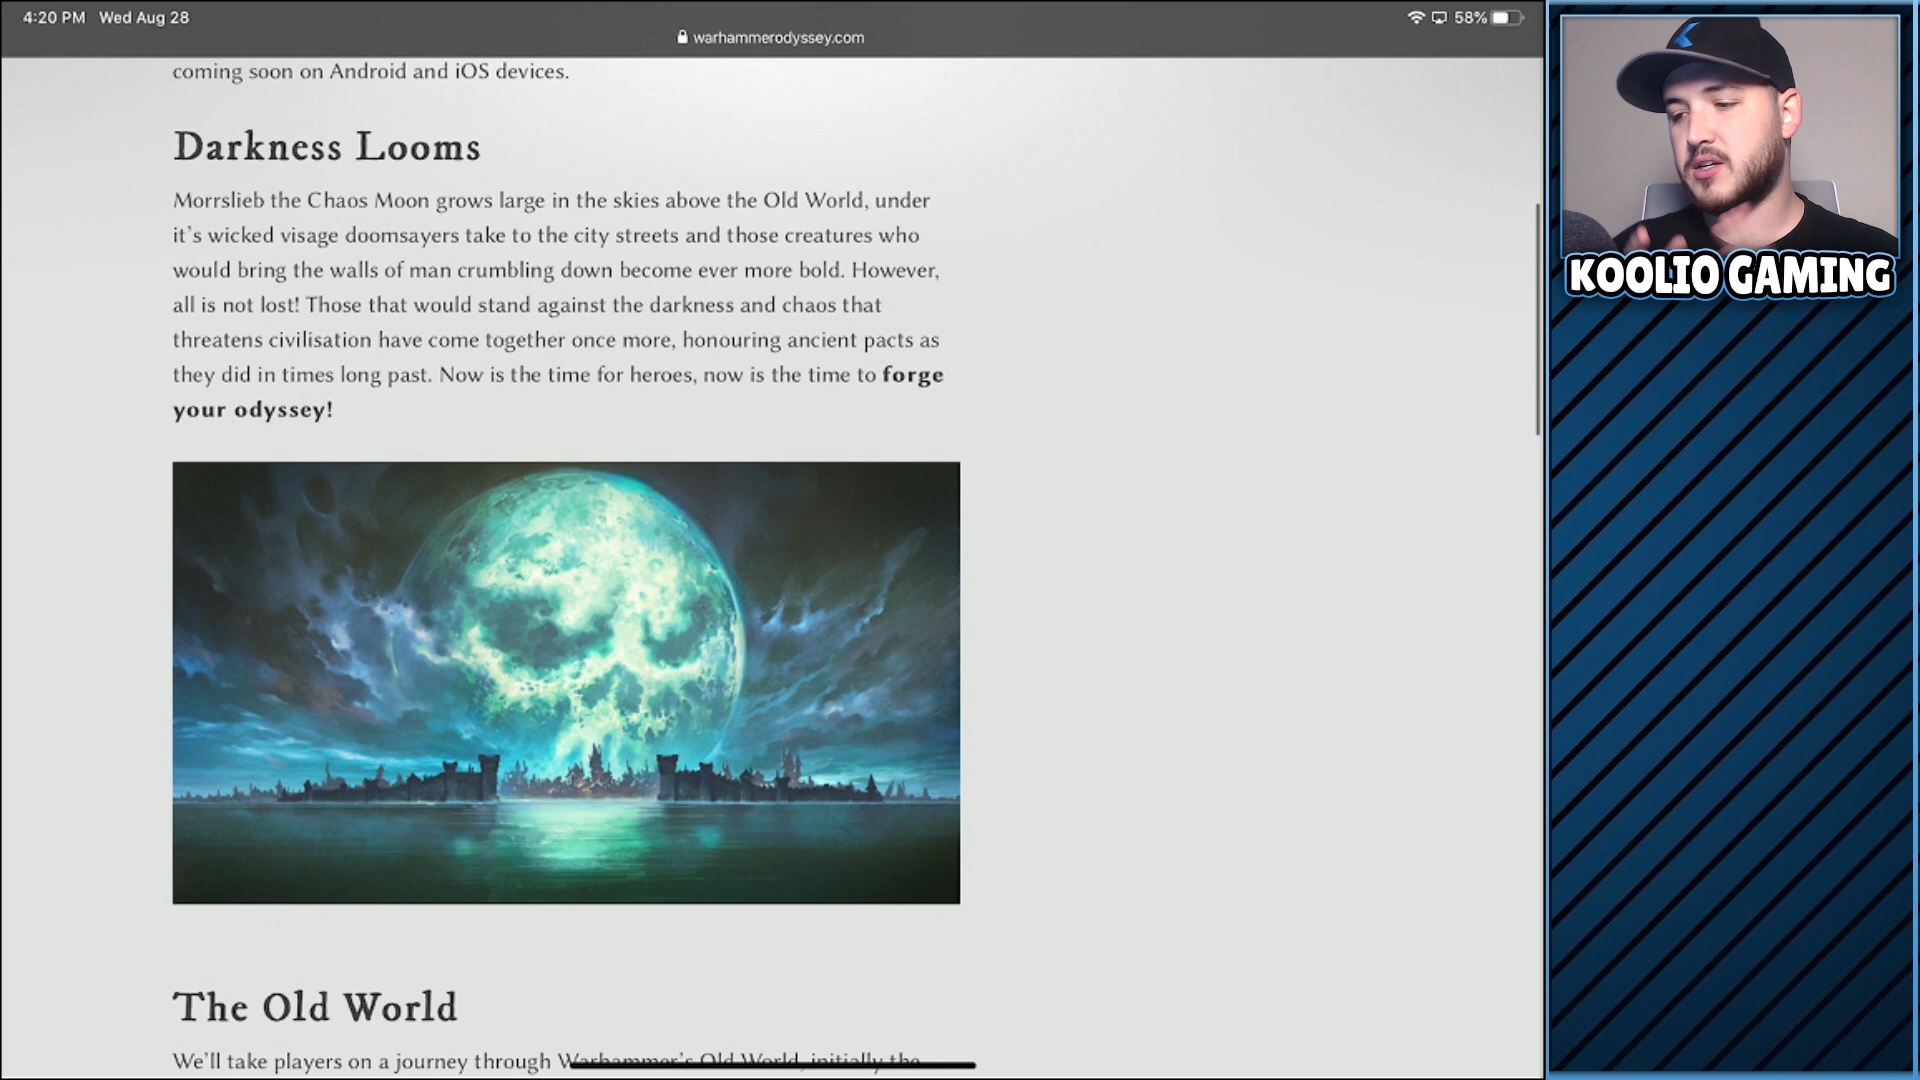 4:20 PM Wed Aug 28
58%
warhammerodyssey.com
coming soon on Android and iOS devices.
Darkness Looms
Morrslieb the Chaos Moon grows large in the skies above the Old World, under
it’s wicked visage doomsayers take to the city streets and those creatures who
would bring the walls of man crumbling down become ever more bold. However,
all is not lost! Those that would stand against the darkness and chaos that
threatens civilisation have come together once more, honouring ancient pacts as
they did in times long past. Now is the time for heroes, now is the time to forge
your odyssey!
The Old World
We’ll take players on a journey through Warhammer’s Old World, initially the
KOOLIO GAMING